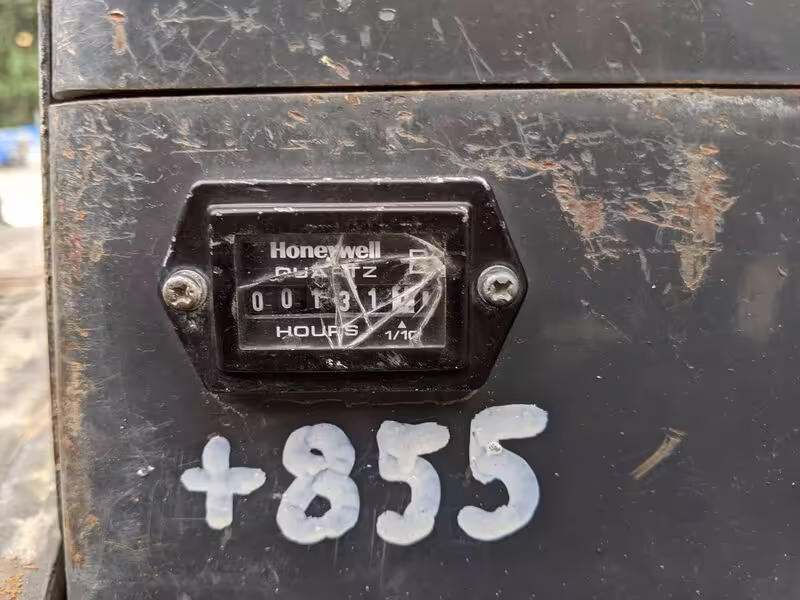 Honeywell
QUARTZ
00131
HOURS
1/10
+855